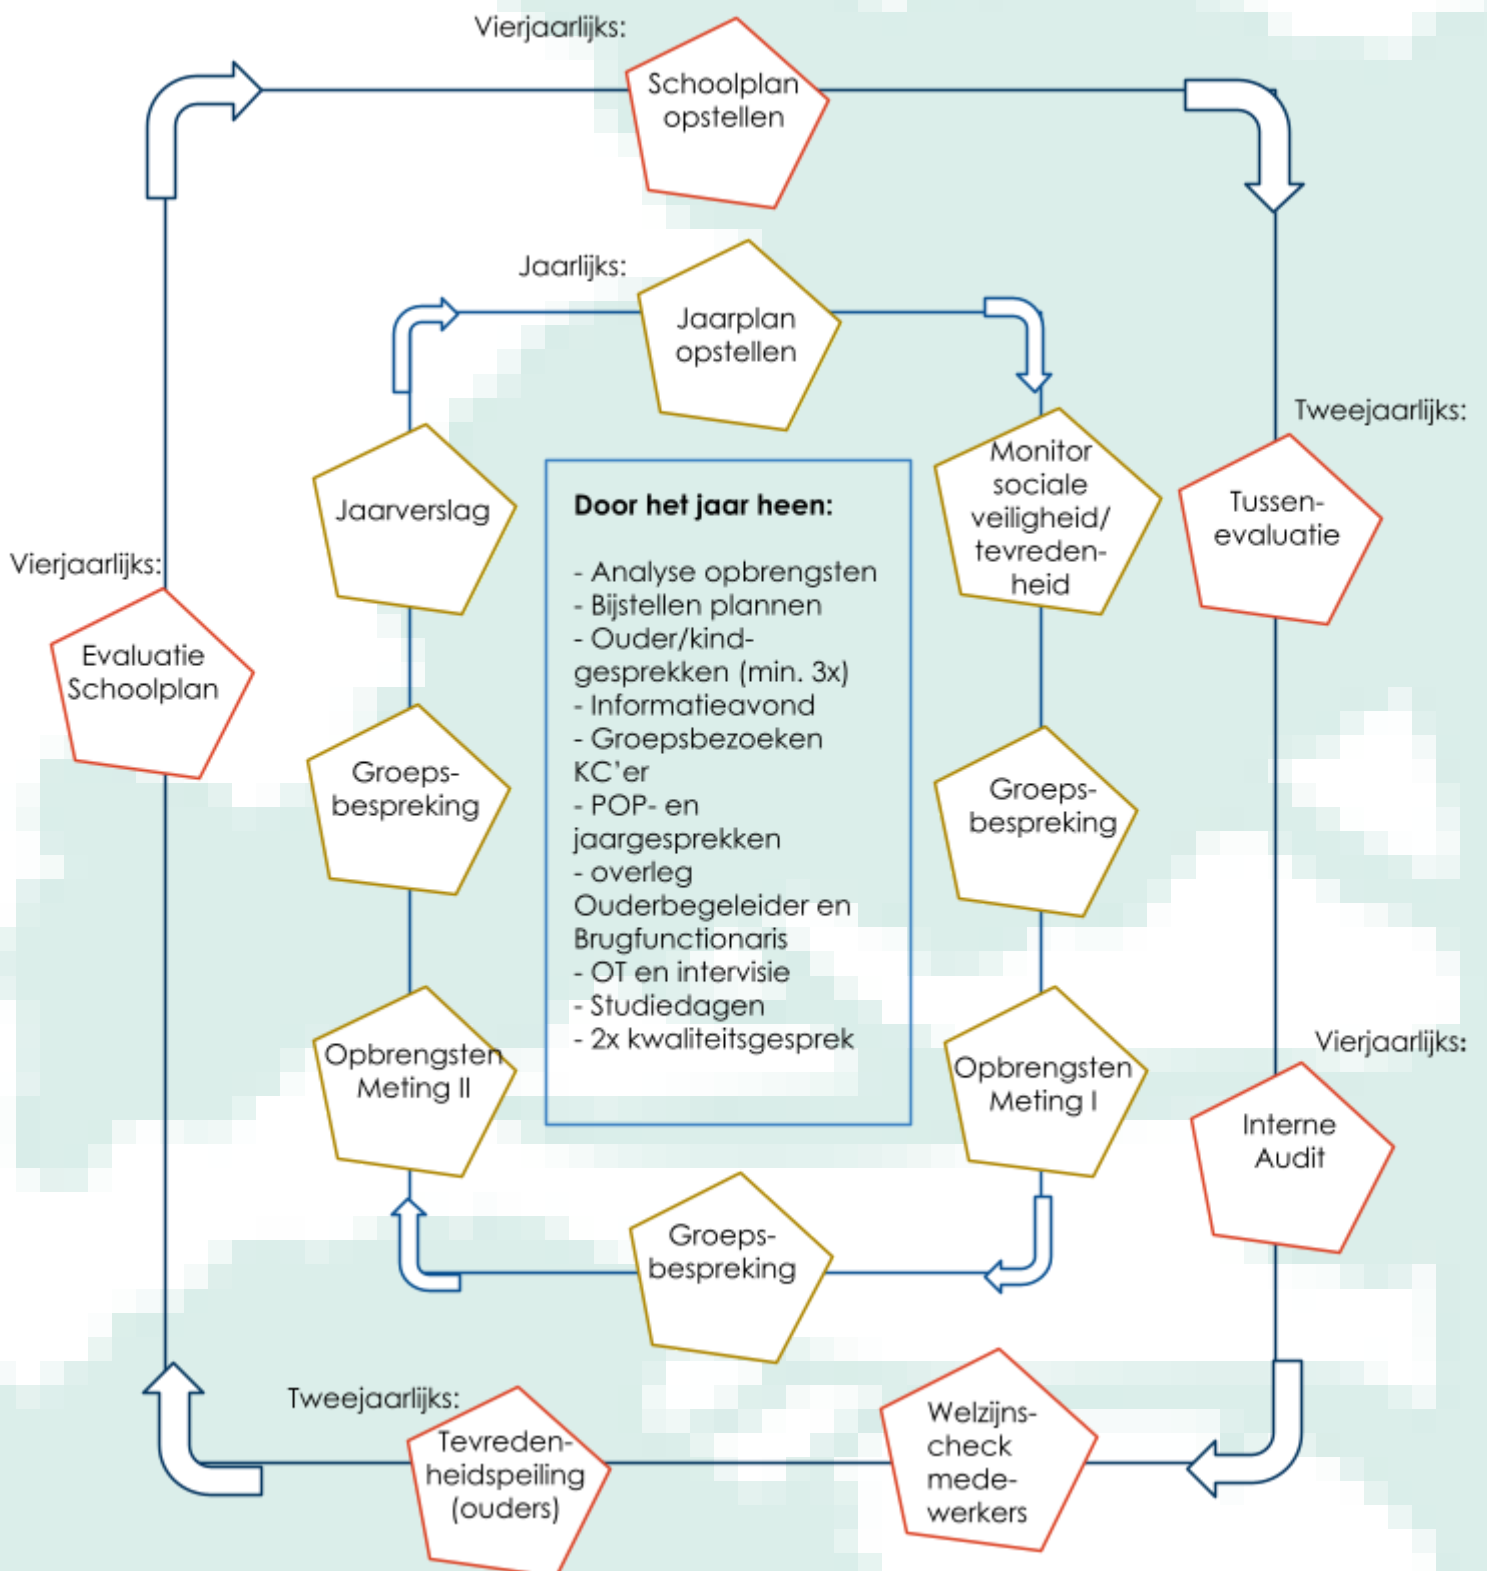 Vierjaarlijks:
Schoolplan
opstellen
Jaarlijks:
Jaarplan
opstellen
Tweejaarlijks:
Tussen-
evaluatie
Monitor
sociale
veiligheid/
tevreden-
heid
Jaarverslag
Door het jaar heen:
- Analyse opbrengsten
- Bijstellen plannen
- Ouder/kind-
gesprekken (min. 3x)
- Informatieavond
- Groepsbezoeken
KC'er
- POP- en
jaargesprekken
- overleg
Ouderbegeleider en
Brugfunctionaris
- OT en intervisie
- Studiedagen
- 2x kwaliteitsgesprek
Vierjaarlijks:
Evaluatie
Schoolplan
Groeps-
bespreking
Groeps-
bespreking
Opbrengsten
Meting II
Opbrengsten
Meting I
Vierjaarlijks:
Interne
Audit
Groeps-
bespreking
Tweejaarlijks:
Tevreden-
heidspeiling
(ouders)
Welzijns-
check
mede-
werkers